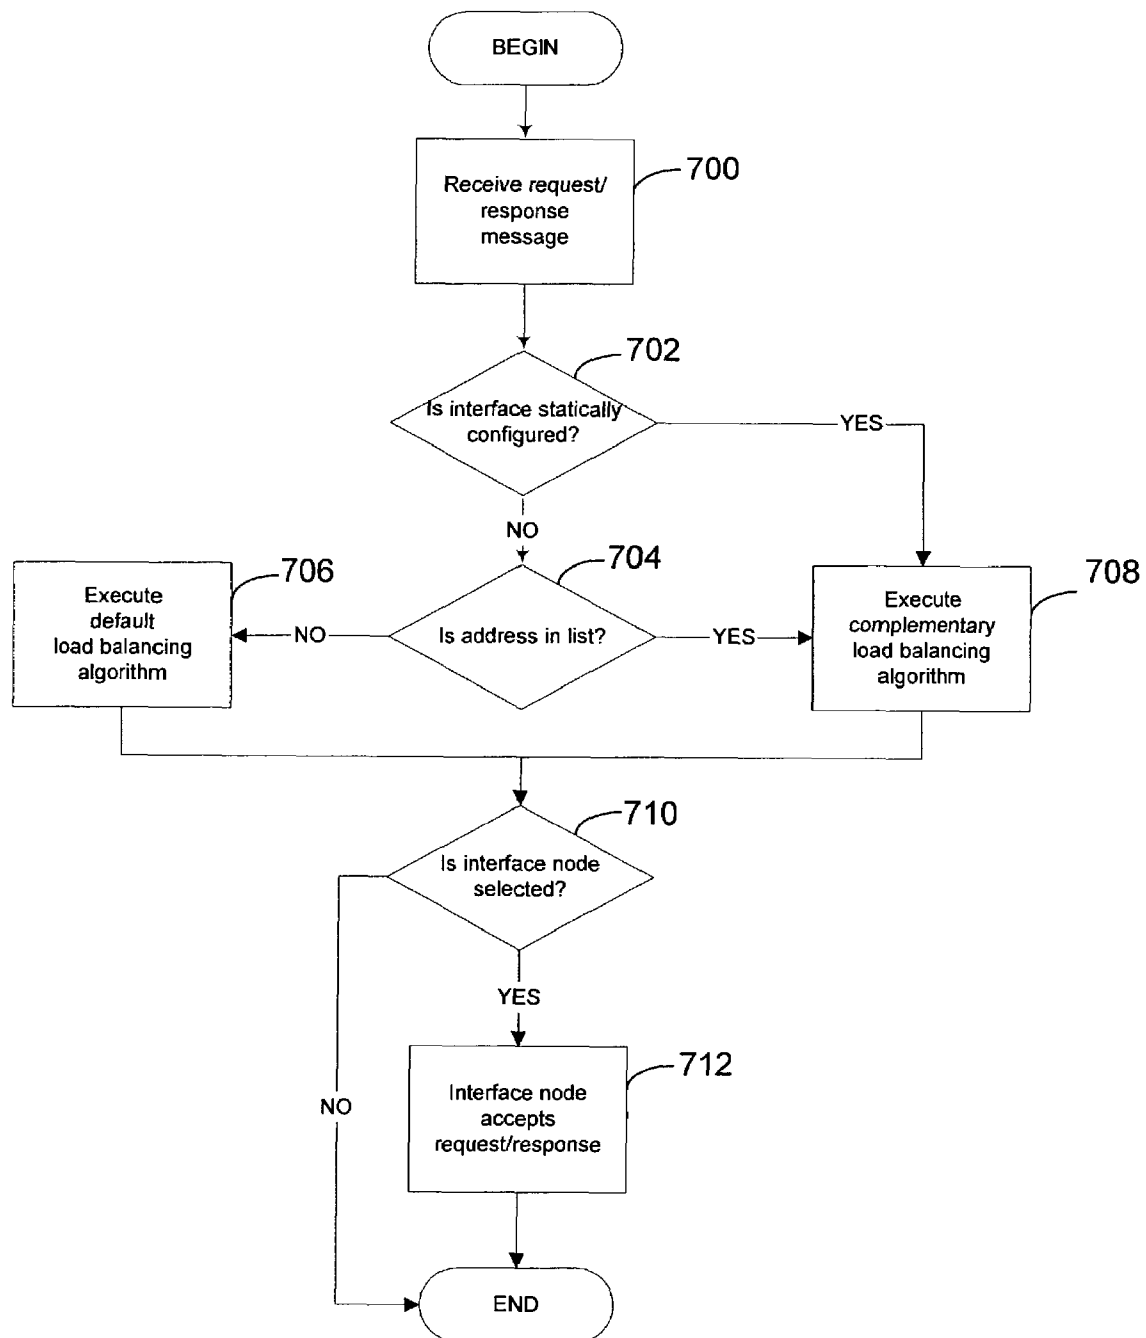 BEGIN
Receive request/
response
message
700
702
Is interface statically
configured?
YES
NO
704
Is address in list?
NO
YES
706
Execute
default
load balancing
algorithm
708
Execute
complementary
load balancing
algorithm
710
Is interface node
selected?
YES
NO
712
Interface node
accepts
request/response
END